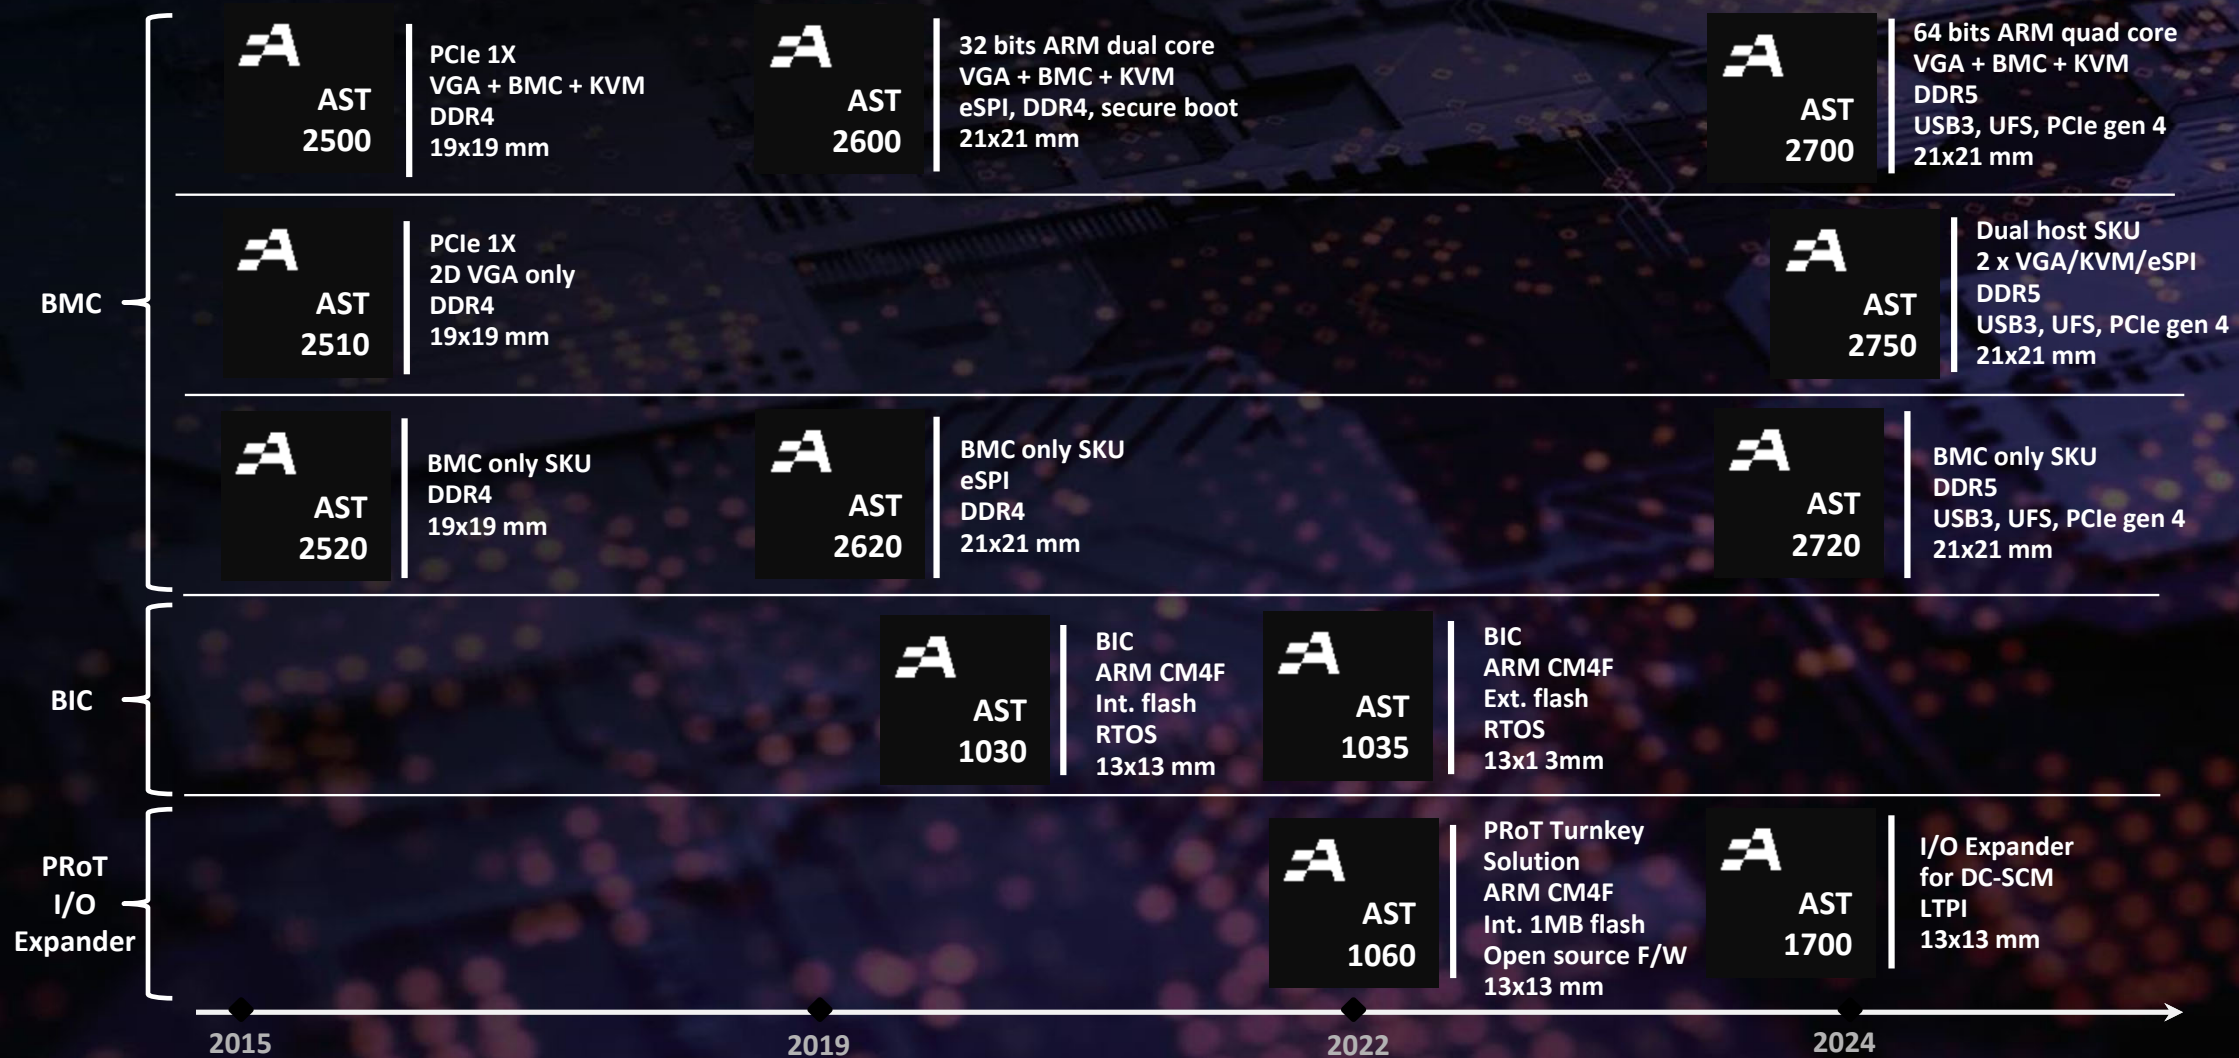 BMC
AST
2500
PCIe 1X
VGA + BMC + KVM
DDR4
19x19 mm
AST
2600
32 bits ARM dual core
VGA + BMC + KVM
eSPI, DDR4, secure boot
21x21 mm
AST
2700
64 bits ARM quad core
VGA + BMC + KVM
DDR5
USB3, UFS, PCIe gen 4
21x21 mm
AST
2510
PCIe 1X
2D VGA only
DDR4
19x19 mm
AST
2750
Dual host SKU
2 x VGA/KVM/eSPI
DDR5
USB3, UFS, PCIe gen 4
21x21 mm
AST
2520
BMC only SKU
DDR4
19x19 mm
AST
2620
BMC only SKU
eSPI
DDR4
21x21 mm
AST
2720
BMC only SKU
DDR5
USB3, UFS, PCIe gen 4
21x21 mm
BIC
AST
1030
BIC
ARM CM4F
Int. flash
RTOS
13x13 mm
AST
1035
BIC
ARM CM4F
Ext. flash
RTOS
13x1 3mm
PRoT
I/O
Expander
AST
1060
PRoT Turnkey
Solution
ARM CM4F
Int. 1MB flash
Open source F/W
13x13 mm
AST
1700
I/O Expander
for DC-SCM
LTPI
13x13 mm
2015
2019
2022
2024